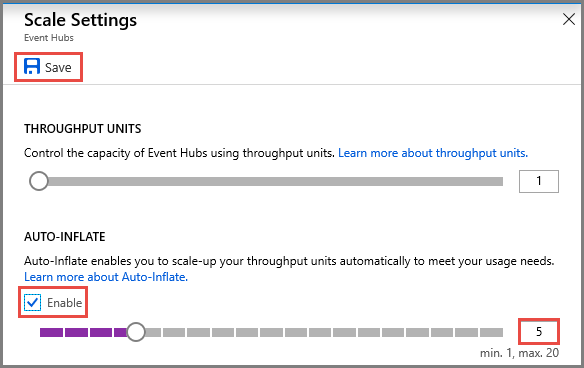 Scale Settings
Event Hubs
Save
THROUGHPUT UNITS
Control the capacity of Event Hubs using throughput units. Learn more about throughput units.
1
AUTO-INFLATE
Auto-Inflate enables you to scale-up your throughput units automatically to meet your usage needs.
Learn more about Auto-Inflate.
Enable
5
min. 1, max. 20